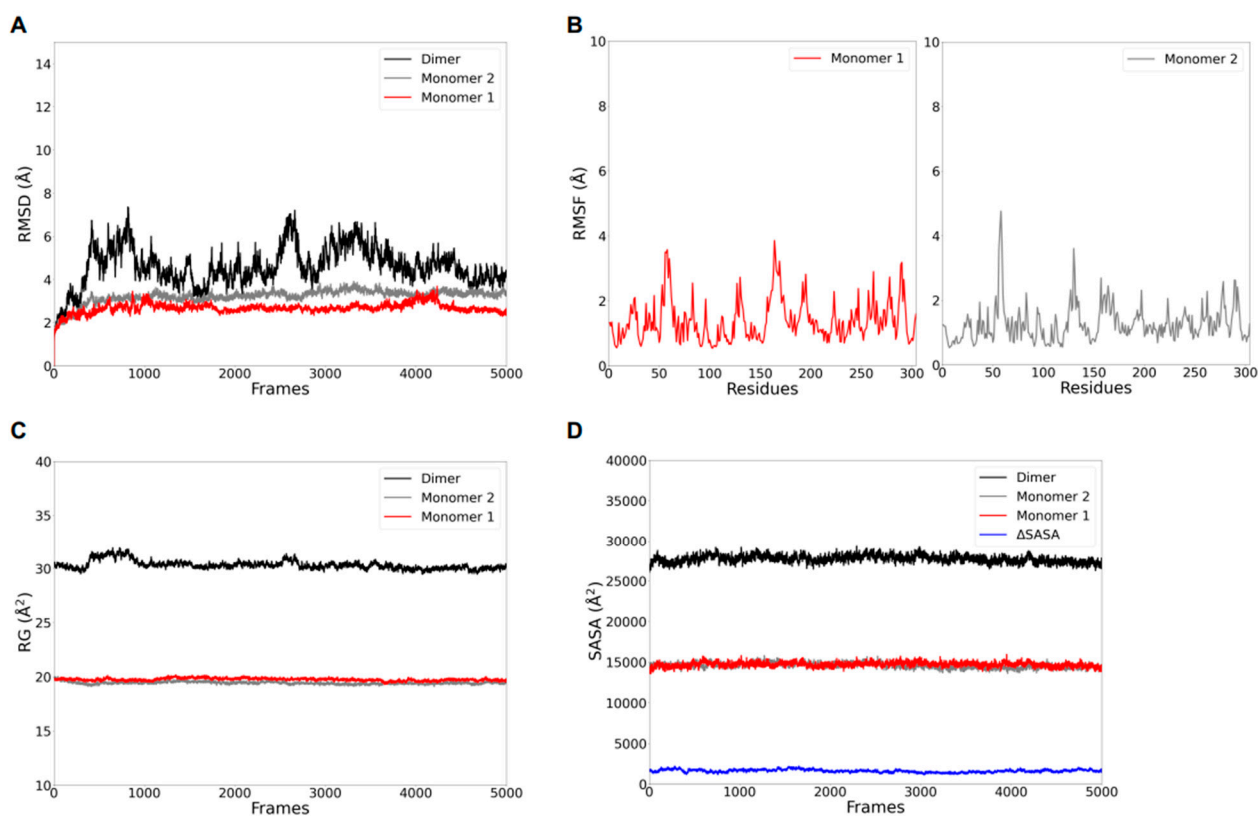 A
RMSD (Å)
14
12
10
8
6
4
2
0
Dimer
Monomer 2
Monomer 1
0 1000 2000 3000 4000 5000
Frames
B
RMSF (Å)
10
8
6
4
2
0
Monomer 1
0 50 100 150 200 250 300
Residues
10
8
6
4
2
0
Monomer 2
0 50 100 150 200 250 300
Residues
C
RG (Å²)
40
35
30
25
20
15
10
Dimer
Monomer 2
Monomer 1
0 1000 2000 3000 4000 5000
Frames
D
SASA (Å²)
40000
35000
30000
25000
20000
15000
10000
5000
0
Dimer
Monomer 2
Monomer 1
ΔSASA
0 1000 2000 3000 4000 5000
Frames